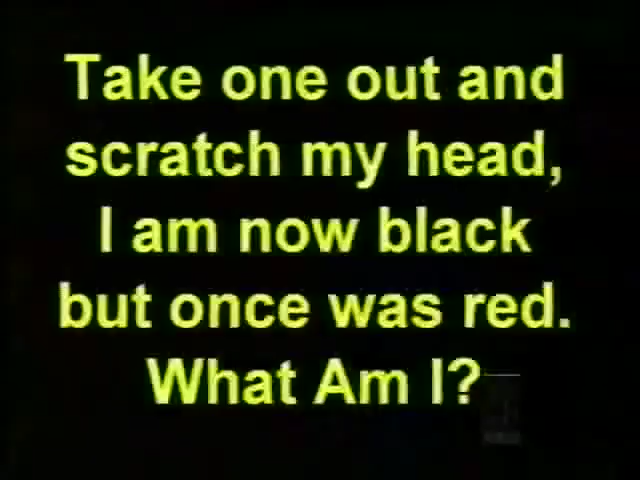 Take one out and
scratch my head,
I am now black
but once was red.
What Am I?